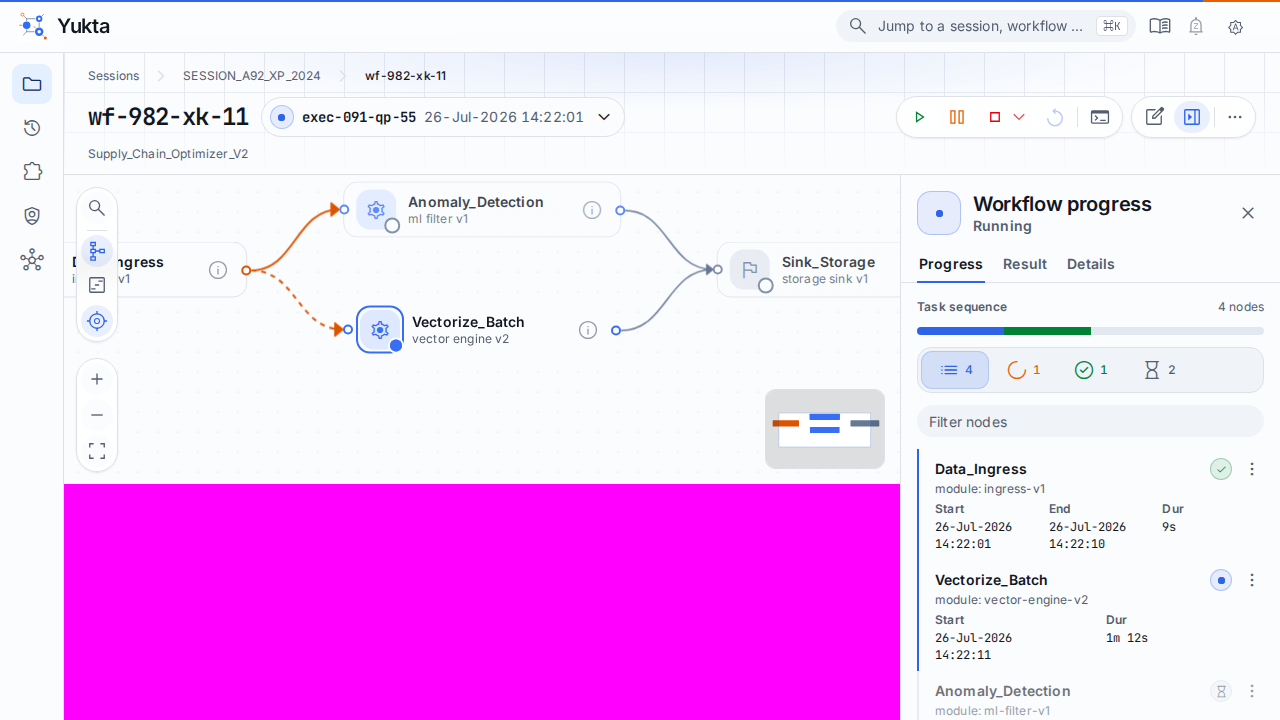 Yukta
Jump to a session, workflow ...
⌘K
Sessions
SESSION_A92_XP_2024
wf-982-xk-11
wf-982-xk-11
exec-091-qp-55 26-Jul-2026 14:22:01
Supply_Chain_Optimizer_V2
Anomaly_Detection
ml filter v1
Vectorize_Batch
vector engine v2
Sink_Storage
storage sink v1
Workflow progress
Running
Progress
Result
Details
Task sequence
4 nodes
4
1
1
2
Filter nodes
Data_Ingress
module: ingress-v1
Start End Dur
26-Jul-2026 26-Jul-2026 9s
14:22:01 14:22:10
Vectorize_Batch
module: vector-engine-v2
Start Dur
26-Jul-2026 1m 12s
14:22:11
Anomaly_Detection
module: ml-filter-v1